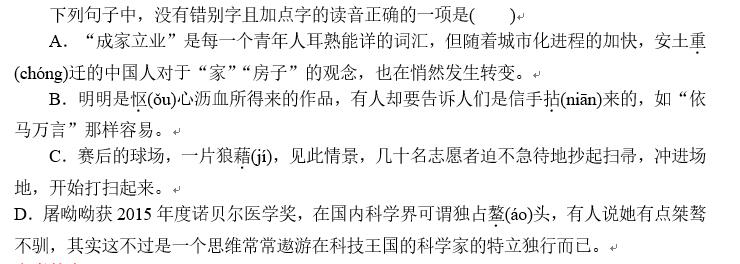 下列句子中，没有错别字且加点字的读音正确的一项是(　　)
A．“成家立业”是每一个青年人耳熟能详的词汇，但随着城市化进程的加快，安土重
(chóng)迁的中国人对于“家”“房子”的观念，也在悄然发生转变。
B．明明是怄(ǒu)心沥血所得来的作品，有人却要告诉人们是信手拈(niān)来的，如“依
马万言”那样容易。
C．赛后的球场，一片狼藉(jí)，见此情景，几十名志愿者迫不急待地抄起扫帚，冲进场
地，开始打扫起来。
D．屠呦呦获 2015 年度诺贝尔医学奖，在国内科学界可谓独占鳌(áo)头，有人说她有点桀骜
不驯，其实这不过是一个思维常常遨游在科技王国的科学家的特立独行而已。